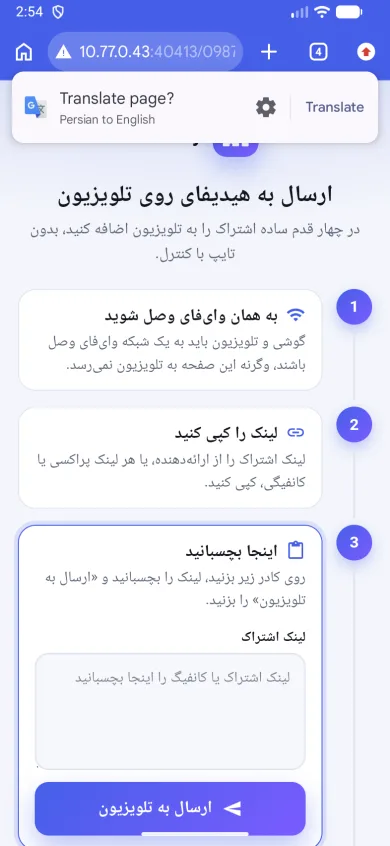 2:54
10.77.0.43:40413/0987
4
Translate page?
Persian to English
Translate
ارسال به هیدیفای روی تلویزیون
در چهار قدم ساده اشتراک را به تلویزیون اضافه کنید، بدون
تایپ با کنترل.
1
به همان وای‌فای وصل شوید
گوشی و تلویزیون باید به یک شبکه وای‌فای وصل
باشند، وگرنه این صفحه به تلویزیون نمی‌رسد.
2
لینک را کپی کنید
لینک اشتراک را از ارائه‌دهنده، یا هر لینک پراکسی یا
کانفیگی، کپی کنید.
3
اینجا بچسبانید
روی کادر زیر بزنید، لینک را بچسبانید و «ارسال به
تلویزیون» را بزنید.
لینک اشتراک
لینک اشتراک یا کانفیگ را اینجا بچسبانید
ارسال به تلویزیون